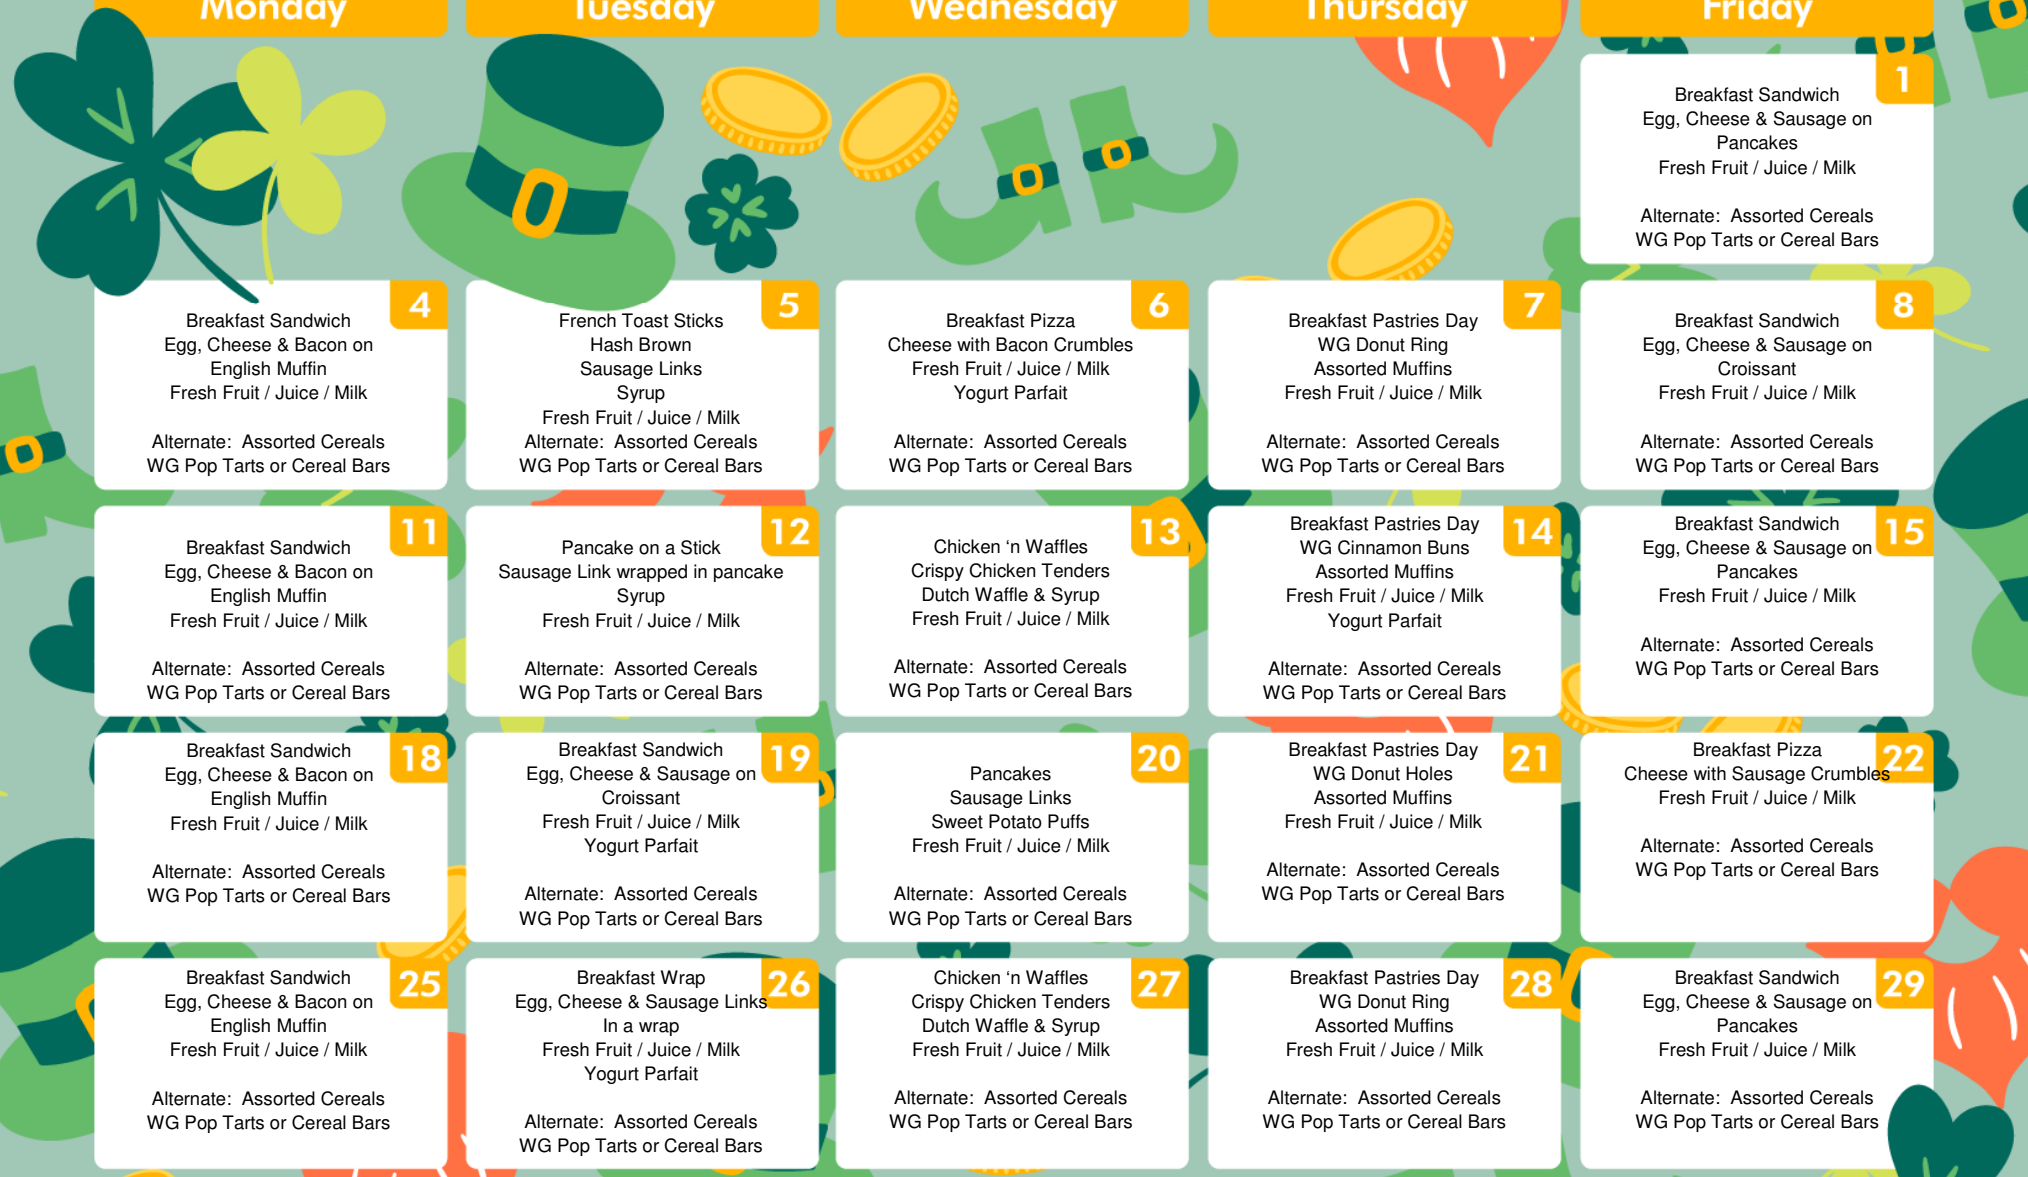 Monday
Tuesday
Wednesday
Thursday
Friday
1
Breakfast Sandwich
Egg, Cheese & Sausage on
Pancakes
Fresh Fruit / Juice / Milk
Alternate: Assorted Cereals
WG Pop Tarts or Cereal Bars
4
Breakfast Sandwich
Egg, Cheese & Bacon on
English Muffin
Fresh Fruit / Juice / Milk
Alternate: Assorted Cereals
WG Pop Tarts or Cereal Bars
5
French Toast Sticks
Hash Brown
Sausage Links
Syrup
Fresh Fruit / Juice / Milk
Alternate: Assorted Cereals
WG Pop Tarts or Cereal Bars
6
Breakfast Pizza
Cheese with Bacon Crumbles
Fresh Fruit / Juice / Milk
Yogurt Parfait
Alternate: Assorted Cereals
WG Pop Tarts or Cereal Bars
7
Breakfast Pastries Day
WG Donut Ring
Assorted Muffins
Fresh Fruit / Juice / Milk
Alternate: Assorted Cereals
WG Pop Tarts or Cereal Bars
8
Breakfast Sandwich
Egg, Cheese & Sausage on
Croissant
Fresh Fruit / Juice / Milk
Alternate: Assorted Cereals
WG Pop Tarts or Cereal Bars
11
Breakfast Sandwich
Egg, Cheese & Bacon on
English Muffin
Fresh Fruit / Juice / Milk
Alternate: Assorted Cereals
WG Pop Tarts or Cereal Bars
12
Pancake on a Stick
Sausage Link wrapped in pancake
Syrup
Fresh Fruit / Juice / Milk
Alternate: Assorted Cereals
WG Pop Tarts or Cereal Bars
13
Chicken ‘n Waffles
Crispy Chicken Tenders
Dutch Waffle & Syrup
Fresh Fruit / Juice / Milk
Alternate: Assorted Cereals
WG Pop Tarts or Cereal Bars
14
Breakfast Pastries Day
WG Cinnamon Buns
Assorted Muffins
Fresh Fruit / Juice / Milk
Yogurt Parfait
Alternate: Assorted Cereals
WG Pop Tarts or Cereal Bars
15
Breakfast Sandwich
Egg, Cheese & Sausage on
Pancakes
Fresh Fruit / Juice / Milk
Alternate: Assorted Cereals
WG Pop Tarts or Cereal Bars
18
Breakfast Sandwich
Egg, Cheese & Bacon on
English Muffin
Fresh Fruit / Juice / Milk
Alternate: Assorted Cereals
WG Pop Tarts or Cereal Bars
19
Breakfast Sandwich
Egg, Cheese & Sausage on
Croissant
Fresh Fruit / Juice / Milk
Yogurt Parfait
Alternate: Assorted Cereals
WG Pop Tarts or Cereal Bars
20
Pancakes
Sausage Links
Sweet Potato Puffs
Fresh Fruit / Juice / Milk
Alternate: Assorted Cereals
WG Pop Tarts or Cereal Bars
21
Breakfast Pastries Day
WG Donut Holes
Assorted Muffins
Fresh Fruit / Juice / Milk
Alternate: Assorted Cereals
WG Pop Tarts or Cereal Bars
22
Breakfast Pizza
Cheese with Sausage Crumbles
Fresh Fruit / Juice / Milk
Alternate: Assorted Cereals
WG Pop Tarts or Cereal Bars
25
Breakfast Sandwich
Egg, Cheese & Bacon on
English Muffin
Fresh Fruit / Juice / Milk
Alternate: Assorted Cereals
WG Pop Tarts or Cereal Bars
26
Breakfast Wrap
Egg, Cheese & Sausage Links
In a wrap
Fresh Fruit / Juice / Milk
Yogurt Parfait
Alternate: Assorted Cereals
WG Pop Tarts or Cereal Bars
27
Chicken ‘n Waffles
Crispy Chicken Tenders
Dutch Waffle & Syrup
Fresh Fruit / Juice / Milk
Alternate: Assorted Cereals
WG Pop Tarts or Cereal Bars
28
Breakfast Pastries Day
WG Donut Ring
Assorted Muffins
Fresh Fruit / Juice / Milk
Alternate: Assorted Cereals
WG Pop Tarts or Cereal Bars
29
Breakfast Sandwich
Egg, Cheese & Sausage on
Pancakes
Fresh Fruit / Juice / Milk
Alternate: Assorted Cereals
WG Pop Tarts or Cereal Bars